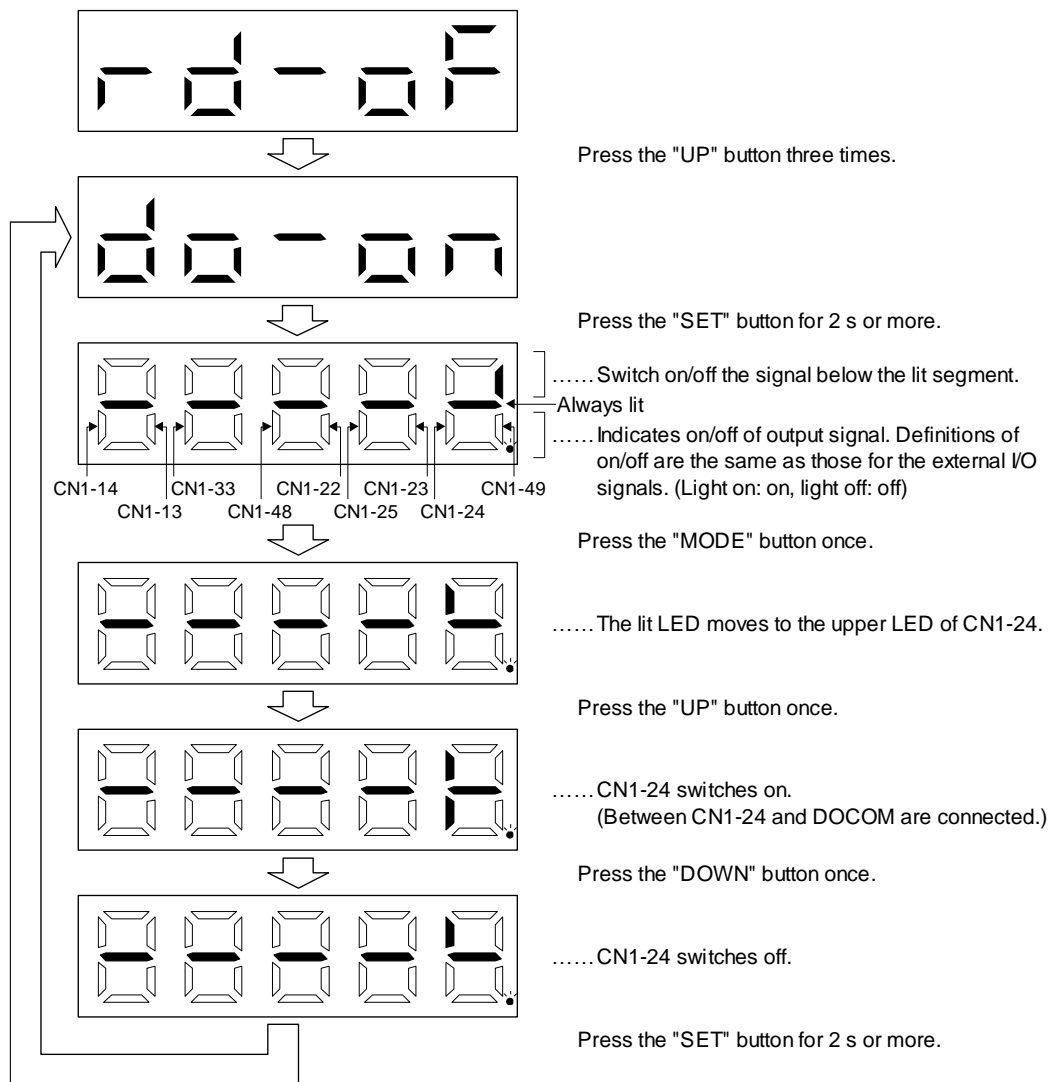 rd-oF
Press the "UP" button three times.
do-on
Press the "SET" button for 2 s or more.
......Switch on/off the signal below the lit segment.
Always lit
......Indicates on/off of output signal. Definitions of
on/off are the same as those for the external I/O
signals. (Light on: on, light off: off)
CN1-14 CN1-33 CN1-22 CN1-23 CN1-49
CN1-13 CN1-48 CN1-25 CN1-24
Press the "MODE" button once.
......The lit LED moves to the upper LED of CN1-24.
Press the "UP" button once.
......CN1-24 switches on.
(Between CN1-24 and DOCOM are connected.)
Press the "DOWN" button once.
......CN1-24 switches off.
Press the "SET" button for 2 s or more.